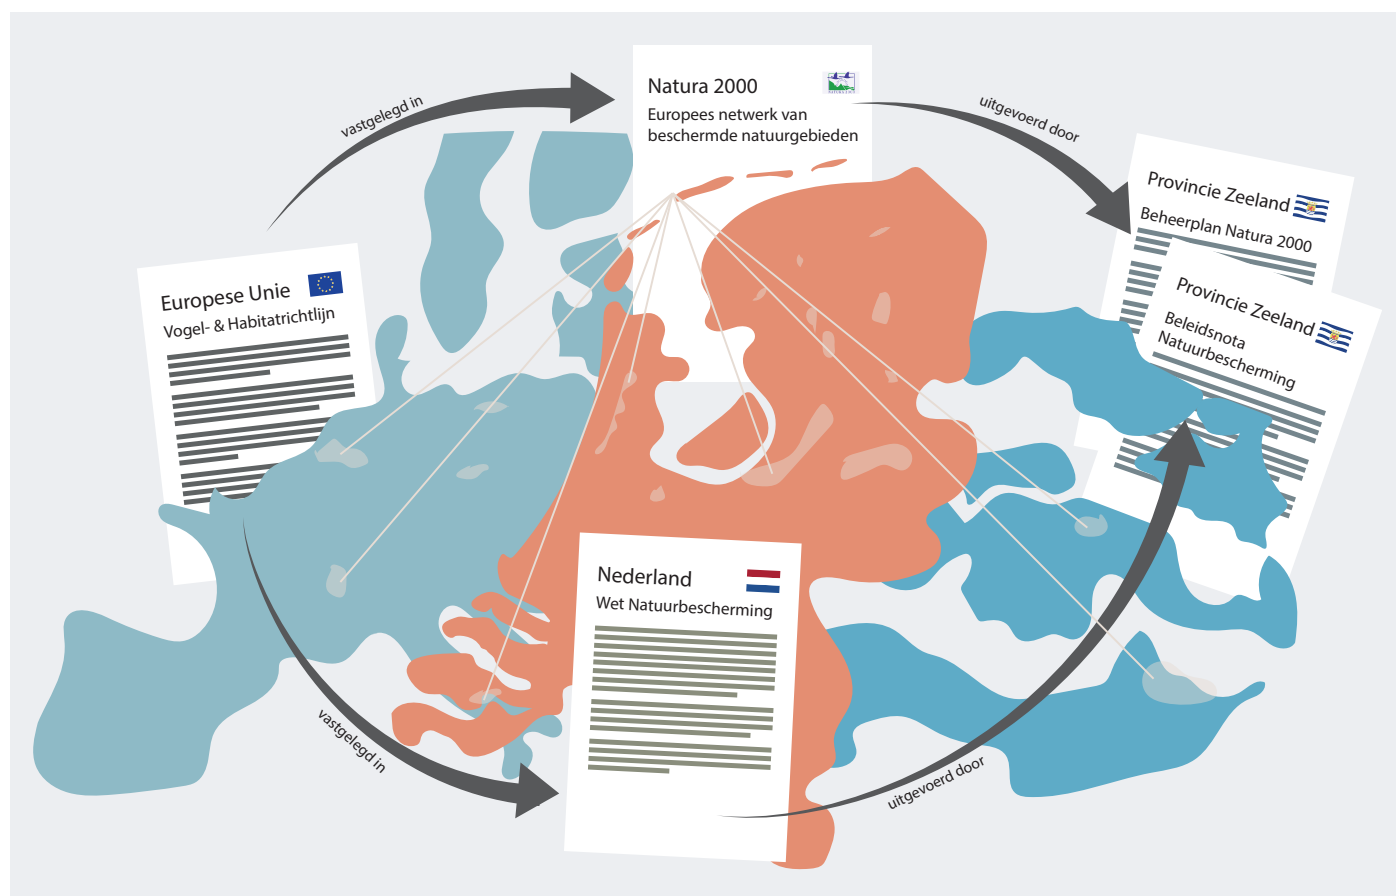 vastgelegd in
Natura 2000
Europees netwerk van
beschermde natuurgebieden
uitgevoerd door
Provincie Zeeland
Beheerplan Natura 2000
Europese Unie
Vogel- & Habitatrichtlijn
Provincie Zeeland
Beleidsnota
Natuurbescherming
Nederland
Wet Natuurbescherming
vastgelegd in
uitgevoerd door